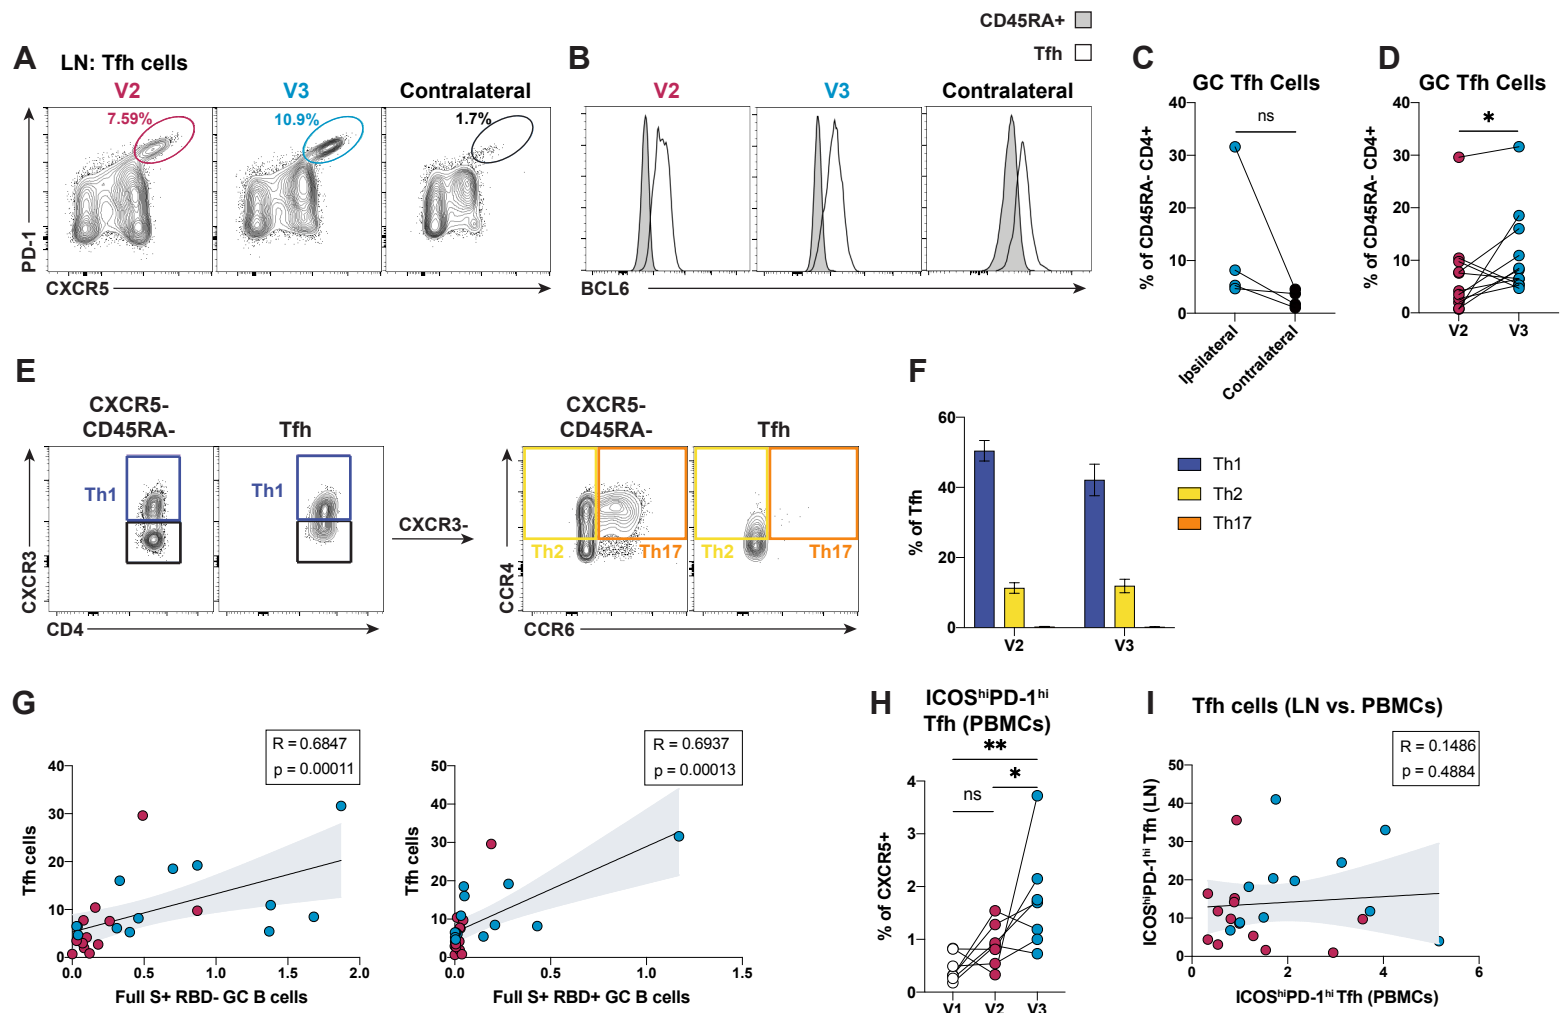 CD45RA+
Tfh
A
LN: Tfh cells
V2
V3
Contralateral
7.59%
10.9%
1.7%
PD-1
CXCR5
B
V2
V3
Contralateral
BCL6
C
GC Tfh Cells
ns
% of CD45RA- CD4+
40
30
20
10
0
Ipsilateral
Contralateral
D
GC Tfh Cells
*
% of CD45RA- CD4+
40
30
20
10
0
V2
V3
E
CXCR5-
CD45RA-
Tfh
Th1
Th1
CXCR3
CD4
CXCR3-
CXCR5-
CD45RA-
Tfh
Th2
Th17
Th2
Th17
CCR4
CCR6
F
% of Tfh
60
40
20
0
V2
V3
Th1
Th2
Th17
G
R = 0.6847
p = 0.00011
Tfh cells
40
30
20
10
0
0.0
0.5
1.0
1.5
2.0
Full S+ RBD- GC B cells
R = 0.6937
p = 0.00013
Tfh cells
50
40
30
20
10
0
0.0
0.5
1.0
1.5
Full S+ RBD+ GC B cells
H
ICOShiPD-1hi
Tfh (PBMCs)
**
*
ns
% of CXCR5+
4
3
2
1
0
V1
V2
V3
I
Tfh cells (LN vs. PBMCs)
R = 0.1486
p = 0.4884
ICOShiPD-1hi Tfh (LN)
50
40
30
20
10
0
0
2
4
6
ICOShiPD-1hi Tfh (PBMCs)